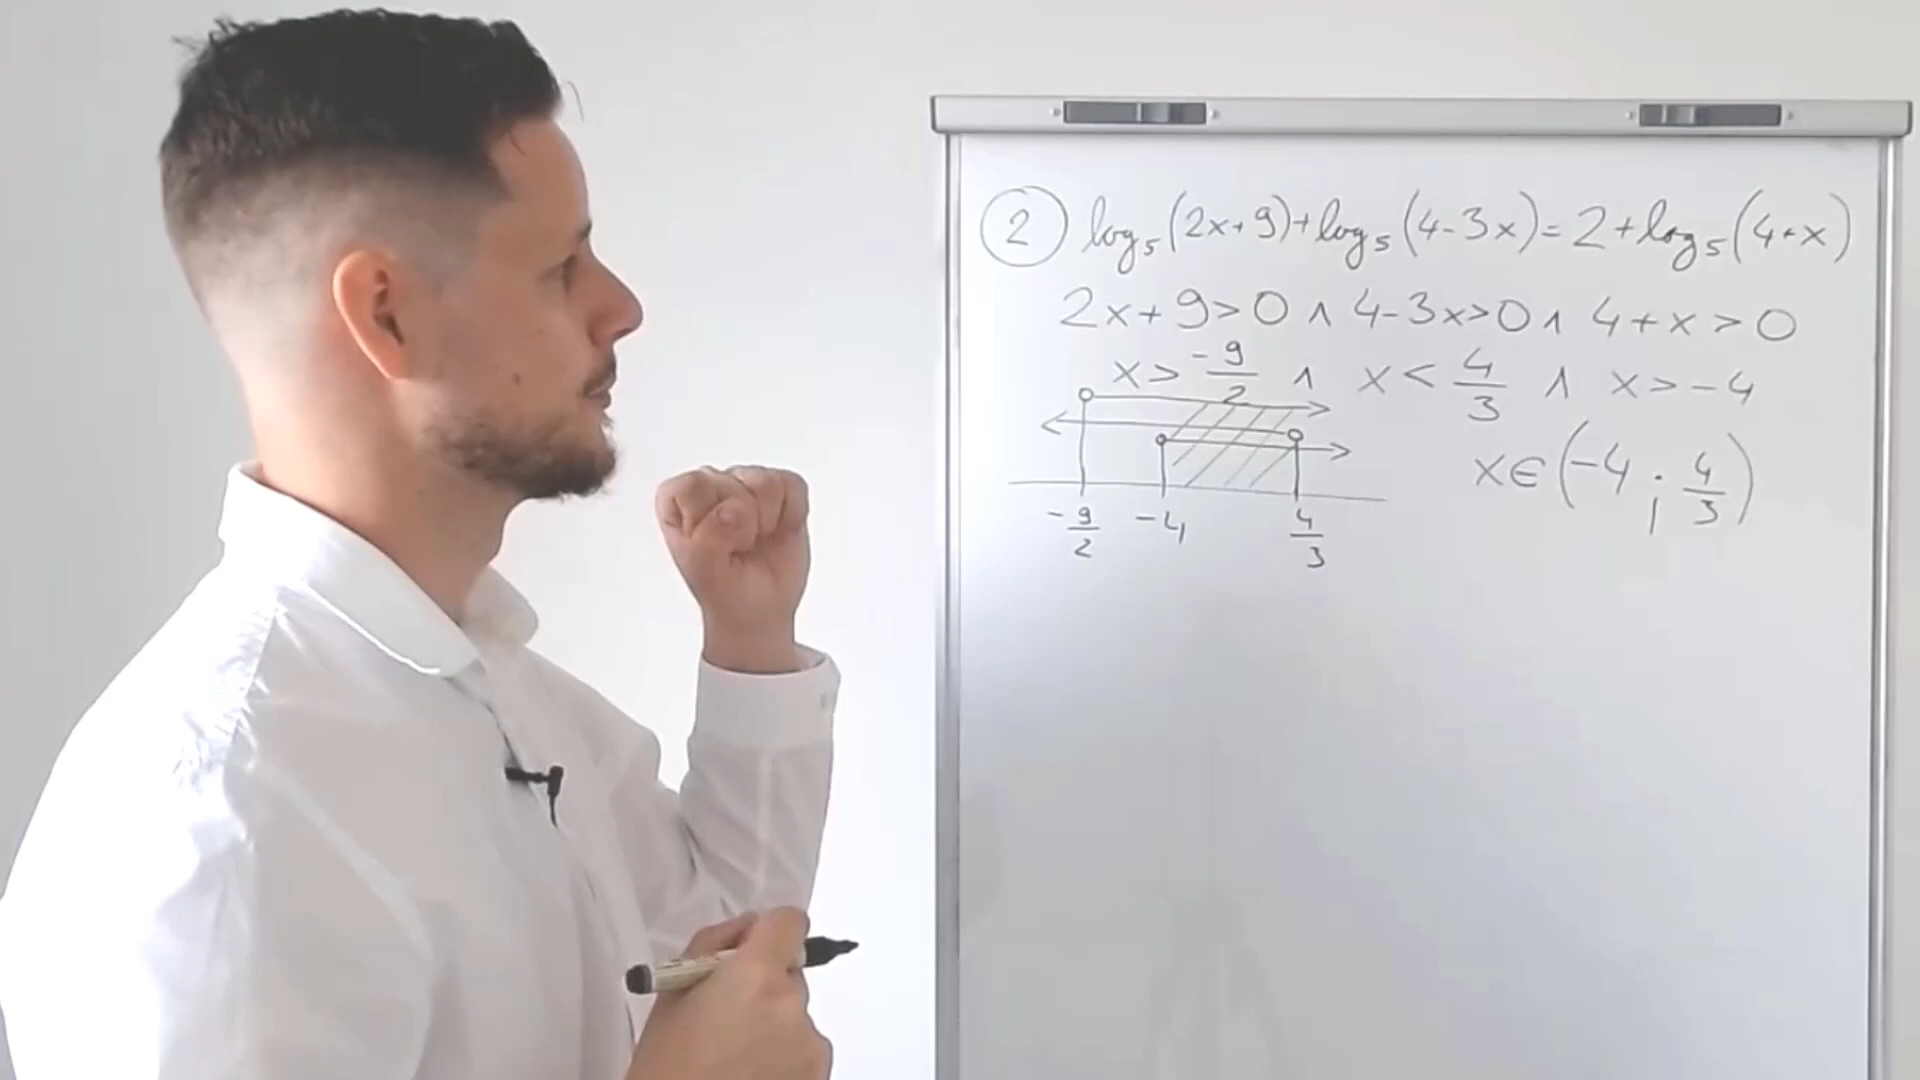 ② log₅(2x+9)+log₅(4-3x)=2+log₅(4+x)
2x+9>0 ∧ 4-3x>0 ∧ 4+x>0
x>-9/2 ∧ x<4/3 ∧ x>-4
x∈(-4;4/3)
-9/2 -4 4/3